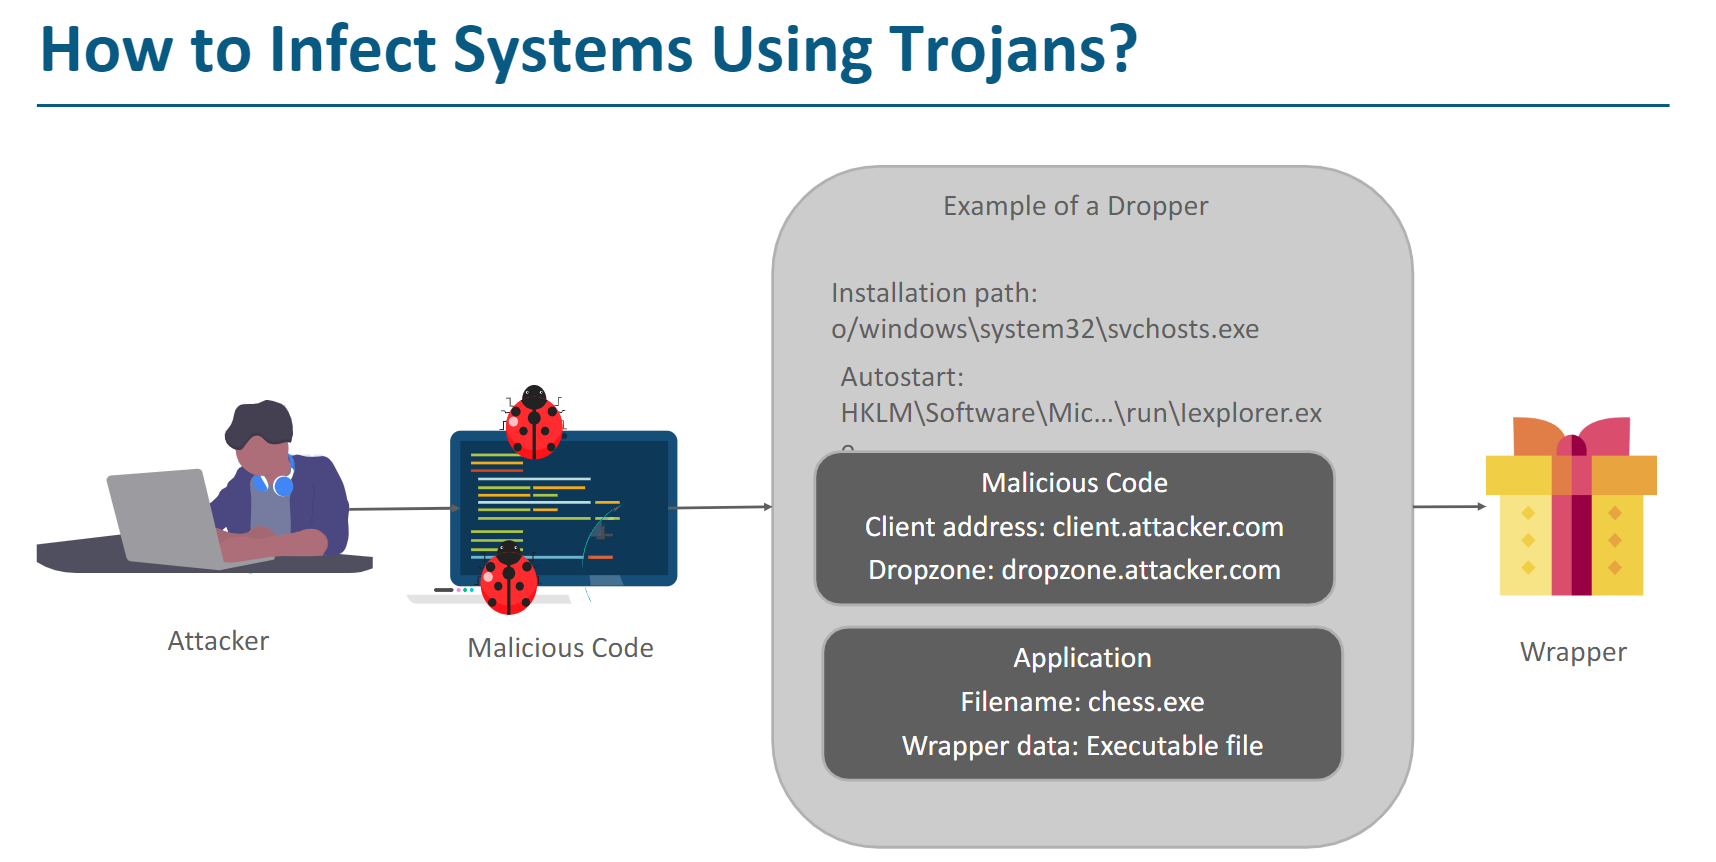 How to Infect Systems Using Trojans?
Example of a Dropper
Installation path:
o/windows\system32\svchosts.exe
Autostart:
HKLM\Software\Mic...\run\Iexplorer.ex
Malicious Code
Client address: client.attacker.com
Dropzone: dropzone.attacker.com
Application
Filename: chess.exe
Wrapper data: Executable file
Attacker
Malicious Code
Wrapper